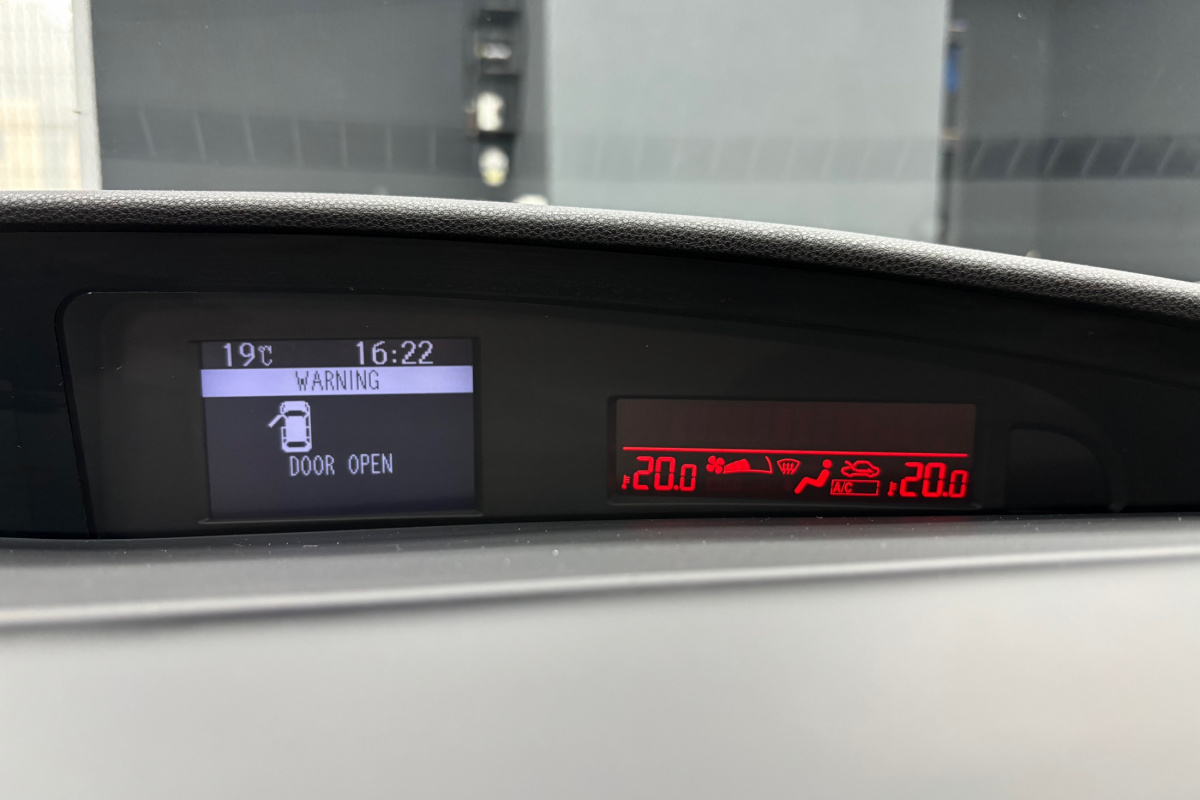 19℃ 16:22
WARNING
DOOR OPEN
20.0 A/C 20.0